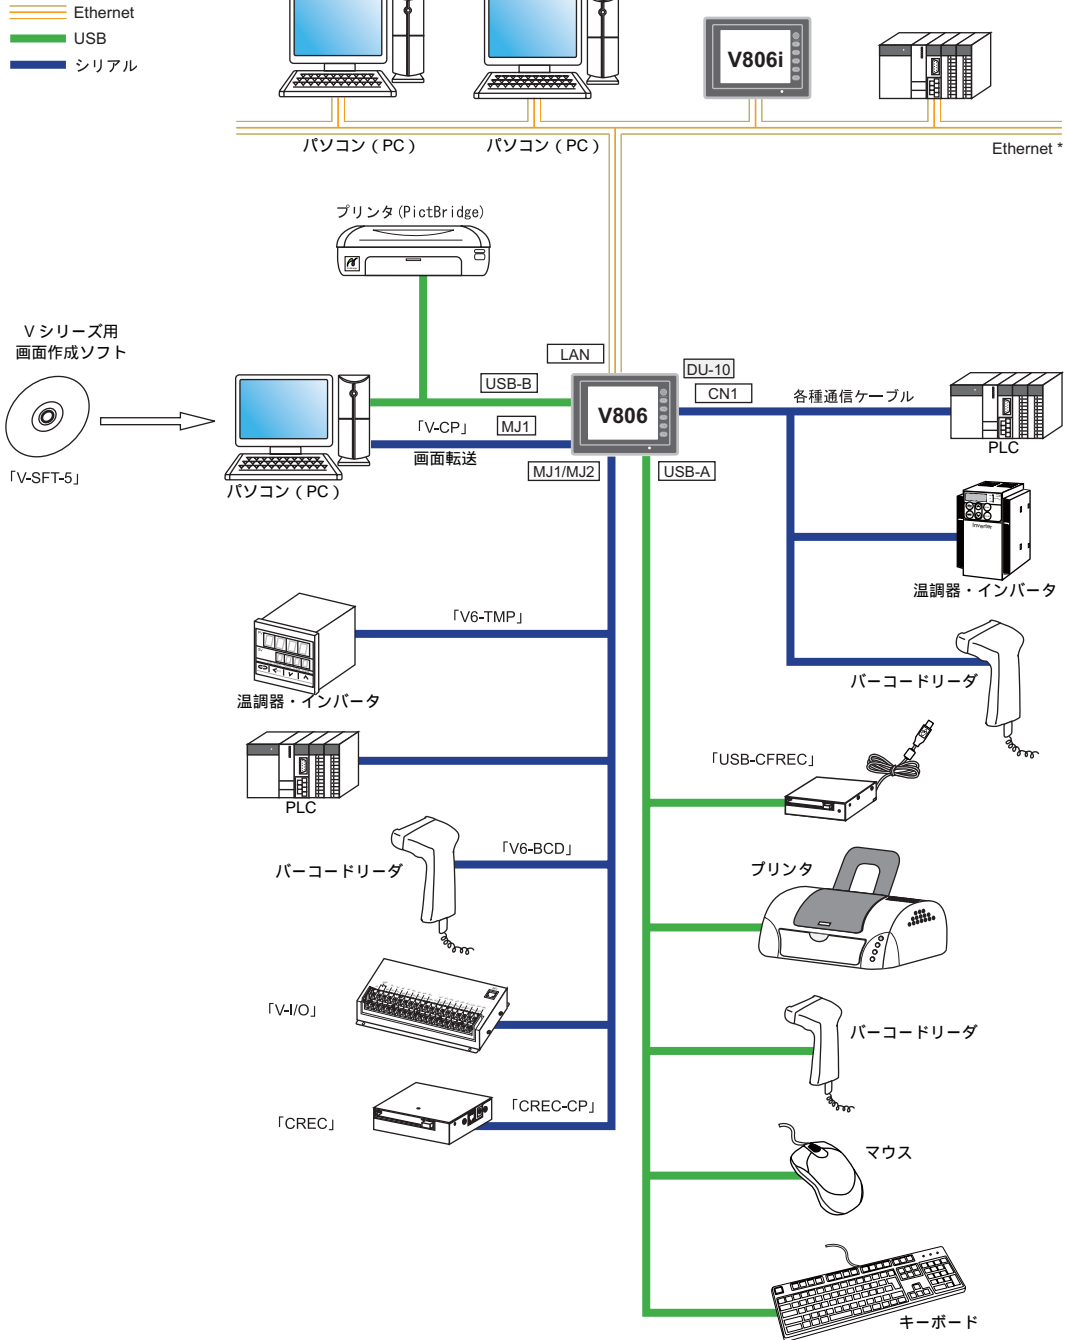 Ethernet
USB
シリアル
V806i
パソコン（PC）
パソコン（PC）
Ethernet *
プリンタ(PictBridge)
Vシリーズ用
画面作成ソフト
「V-SFT-5」
LAN
USB-B
DU-10
CN1
各種通信ケーブル
V806
「V-CP」
MJ1
画面転送
パソコン（PC）
MJ1/MJ2
USB-A
PLC
Inverter
温調器・インバータ
「V6-TMP」
温調器・インバータ
バーコードリーダ
PLC
「USB-CFREC」
「V6-BCD」
バーコードリーダ
プリンタ
「V-I/O」
バーコードリーダ
「CREC」
「CREC-CP」
マウス
キーボード